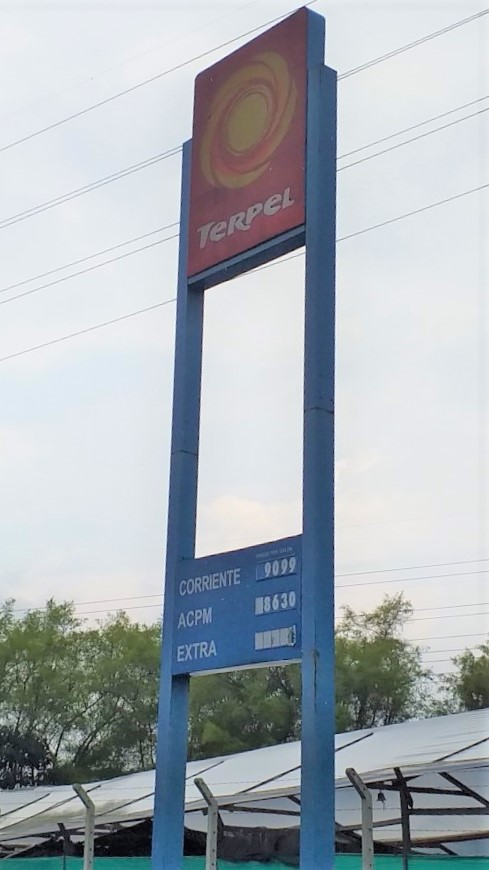 Terpel
CORRIENTE 9099
ACPM 8630
EXTRA